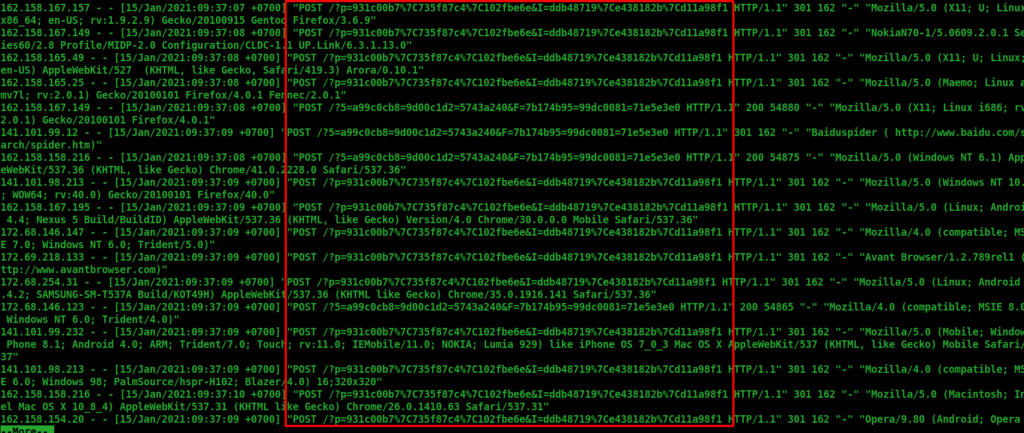 162.158.167.157 - - [15/Jan/2021:09:37:07 +0700] "POST /?p=931c00b7%7C735f87c4%7C102fbe6e&I=ddb48719%7Ce438182b%7Cd11a98f1 HTTP/1.1" 301 162 "-" "Mozilla/5.0 (X11; U; Linux
x86_64; en-US; rv:1.9.2.9) Gecko/20100915 Gentoo Firefox/3.6.9"
162.158.167.149 - - [15/Jan/2021:09:37:08 +0700] "POST /?p=931c00b7%7C735f87c4%7C102fbe6e&I=ddb48719%7Ce438182b%7Cd11a98f1 HTTP/1.1" 301 162 "-" "NokiaN70-1/5.0609.2.0.1 Se
ies60/2.8 Profile/MIDP-2.0 Configuration/CLDC-1.1 UP.Link/6.3.1.13.0"
162.158.165.49 - - [15/Jan/2021:09:37:08 +0700] "POST /?p=931c00b7%7C735f87c4%7C102fbe6e&I=ddb48719%7Ce438182b%7Cd11a98f1 HTTP/1.1" 301 162 "-" "Mozilla/5.0 (X11; U; Linux;
en-US) AppleWebKit/527 (KHTML, like Gecko, Safari/419.3) Arora/0.10.1"
162.158.165.25 - - [15/Jan/2021:09:37:08 +0700] "POST /?p=931c00b7%7C735f87c4%7C102fbe6e&I=ddb48719%7Ce438182b%7Cd11a98f1 HTTP/1.1" 301 162 "-" "Mozilla/5.0 (Maemo; Linux a
mv7l; rv:2.0.1) Gecko/20100101 Firefox/4.0.1 Fennec/2.0.1"
162.158.167.149 - - [15/Jan/2021:09:37:08 +0700] "POST /?5=a99c0cb8=9d00c1d2=5743a240&F=7b174b95=99dc0081=71e5e3e0 HTTP/1.1" 200 54880 "-" "Mozilla/5.0 (X11; Linux i686; rv
2.0.1) Gecko/20100101 Firefox/4.0.1"
141.101.99.12 - - [15/Jan/2021:09:37:08 +0700] "POST /?5=a99c0cb8=9d00c1d2=5743a240&F=7b174b95=99dc0081=71e5e3e0 HTTP/1.1" 301 162 "-" "Baiduspider ( http://www.baidu.com/s
arch/spider.htm)"
162.158.158.216 - - [15/Jan/2021:09:37:08 +0700] "POST /?5=a99c0cb8=9d00c1d2=5743a240&F=7b174b95=99dc0081=71e5e3e0 HTTP/1.1" 200 54875 "-" "Mozilla/5.0 (Windows NT 6.1) App
eWebKit/537.36 (KHTML, like Gecko) Chrome/41.0.2228.0 Safari/537.36"
141.101.98.213 - - [15/Jan/2021:09:37:09 +0700] "POST /?p=931c00b7%7C735f87c4%7C102fbe6e&I=ddb48719%7Ce438182b%7Cd11a98f1 HTTP/1.1" 301 162 "-" "Mozilla/5.0 (Windows NT 10.
; WOW64; rv:40.0) Gecko/20100101 Firefox/40.0"
162.158.167.195 - - [15/Jan/2021:09:37:09 +0700] "POST /?p=931c00b7%7C735f87c4%7C102fbe6e&I=ddb48719%7Ce438182b%7Cd11a98f1 HTTP/1.1" 301 162 "-" "Mozilla/5.0 (Linux; Androi
4.4; Nexus 5 Build/BuildID) AppleWebKit/537.36 (KHTML, like Gecko) Version/4.0 Chrome/30.0.0.0 Mobile Safari/537.36"
172.68.146.147 - - [15/Jan/2021:09:37:09 +0700] "POST /?p=931c00b7%7C735f87c4%7C102fbe6e&I=ddb48719%7Ce438182b%7Cd11a98f1 HTTP/1.1" 301 162 "-" "Mozilla/4.0 (compatible; MSI
E 7.0; Windows NT 6.0; Trident/5.0)"
172.69.218.133 - - [15/Jan/2021:09:37:09 +0700] "POST /?p=931c00b7%7C735f87c4%7C102fbe6e&I=ddb48719%7Ce438182b%7Cd11a98f1 HTTP/1.1" 301 162 "-" "Avant Browser/1.2.789rel1 (
ttp://www.avantbrowser.com)"
172.68.254.31 - - [15/Jan/2021:09:37:09 +0700] "POST /?p=931c00b7%7C735f87c4%7C102fbe6e&I=ddb48719%7Ce438182b%7Cd11a98f1 HTTP/1.1" 301 162 "-" "Mozilla/5.0 (Linux; Android
.4.2; SAMSUNG-SM-T537A Build/KOT49H) AppleWebKit/537.36 (KHTML, like Gecko) Chrome/35.0.1916.141 Safari/537.36"
172.68.146.123 - - [15/Jan/2021:09:37:09 +0700] "POST /?5=a99c0cb8=9d00c1d2=5743a240&F=7b174b95=99dc0081=71e5e3e0 HTTP/1.1" 200 54865 "-" "Mozilla/4.0 (compatible; MSIE 8.0
Windows NT 6.0; Trident/4.0)"
141.101.99.232 - - [15/Jan/2021:09:37:09 +0700] "POST /?p=931c00b7%7C735f87c4%7C102fbe6e&I=ddb48719%7Ce438182b%7Cd11a98f1 HTTP/1.1" 301 162 "-" "Mozilla/5.0 (Mobile; Window
Phone 8.1; Android 4.0; ARM; Trident/7.0; Touch; rv:11.0; IEMobile/11.0; NOKIA; Lumia 929) like iPhone OS 7_0_3 Mac OS X AppleWebKit/537 (KHTML, like Gecko) Mobile Safari/
37"
141.101.98.213 - - [15/Jan/2021:09:37:09 +0700] "POST /?p=931c00b7%7C735f87c4%7C102fbe6e&I=ddb48719%7Ce438182b%7Cd11a98f1 HTTP/1.1" 301 162 "-" "Mozilla/4.0 (compatible; MS
E 6.0; Windows 98; PalmSource/hspr-H102; Blazer/4.0) 16;320x320"
162.158.158.216 - - [15/Jan/2021:09:37:10 +0700] "POST /?p=931c00b7%7C735f87c4%7C102fbe6e&I=ddb48719%7Ce438182b%7Cd11a98f1 HTTP/1.1" 301 162 "-" "Mozilla/5.0 (Macintosh; In
el Mac OS X 10_8_4) AppleWebKit/537.31 (KHTML like Gecko) Chrome/26.0.1410.63 Safari/537.31"
162.158.154.20 - - [15/Jan/2021:09:37:09 +0700] "POST /?p=931c00b7%7C735f87c4%7C102fbe6e&I=ddb48719%7Ce438182b%7Cd11a98f1 HTTP/1.1" 301 162 "-" "Opera/9.80 (Android; Opera
--More--